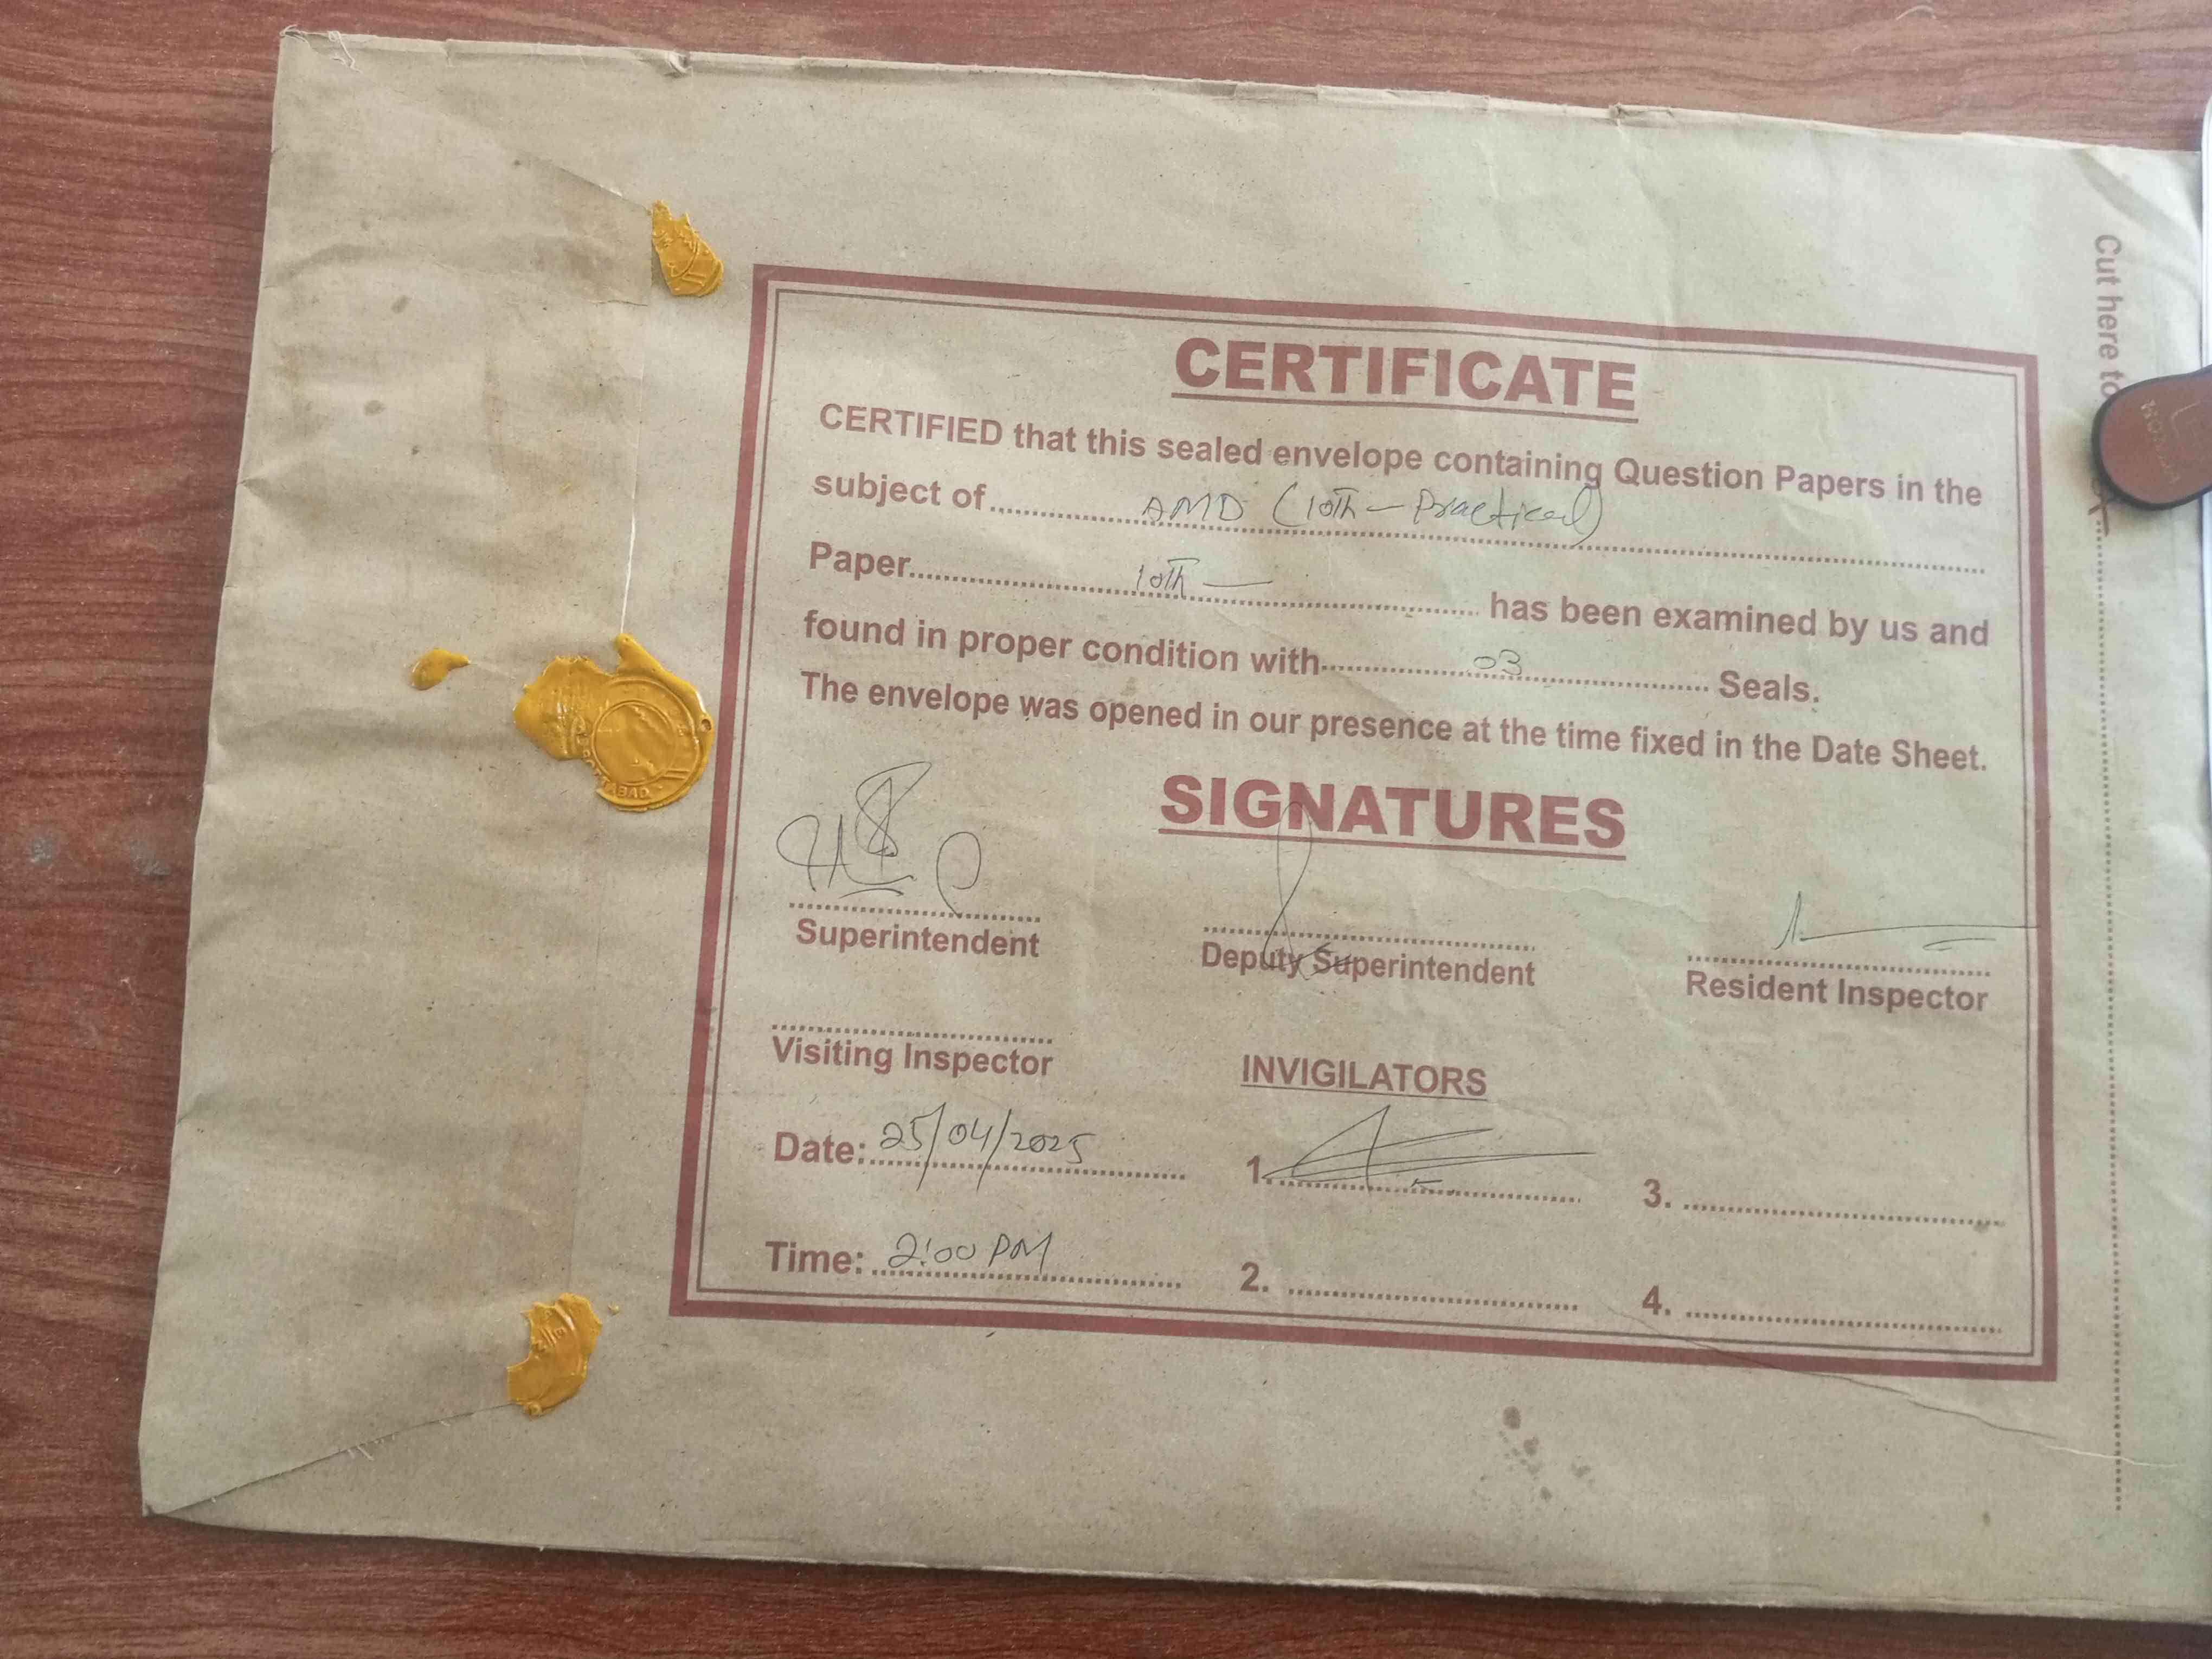 CERTIFICATE
CERTIFIED that this sealed envelope containing Question Papers in the
subject of AMD (10th - Practical)
Paper 10th — has been examined by us and
found in proper condition with 03 Seals.
The envelope was opened in our presence at the time fixed in the Date Sheet.
SIGNATURES
Superintendent
Deputy Superintendent
Resident Inspector
Visiting Inspector
INVIGILATORS
Date: 25/04/2025
1.
3.
Time: 2:00 PM
2.
4.
Cut here to